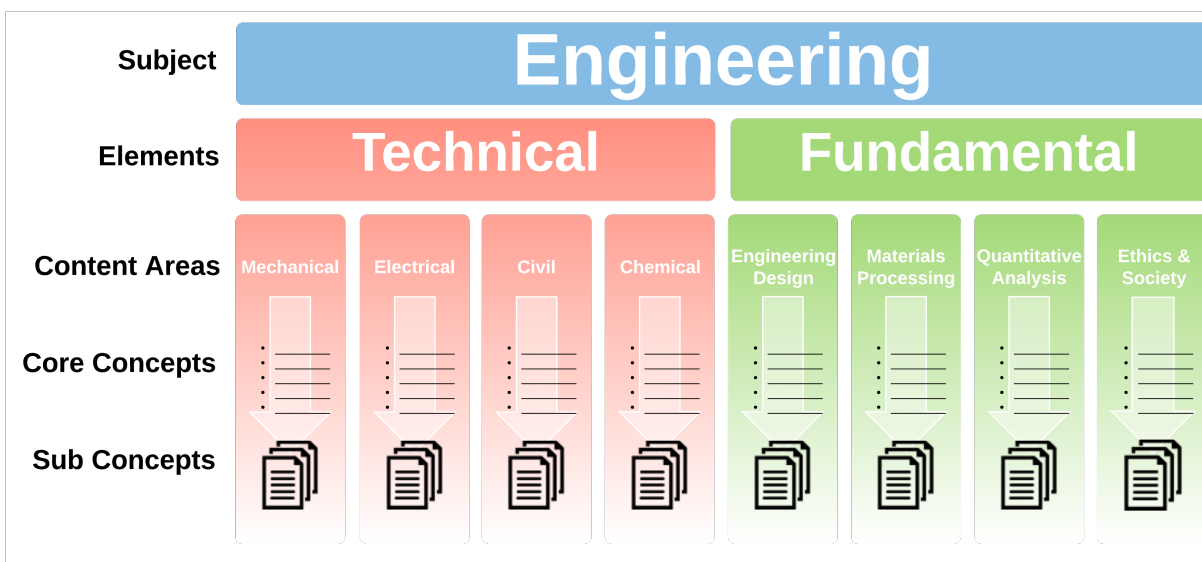 Subject
Engineering
Elements
Technical
Fundamental
Content Areas
Mechanical
Electrical
Civil
Chemical
Engineering
Design
Materials
Processing
Quantitative
Analysis
Ethics &
Society
Core Concepts
Sub Concepts